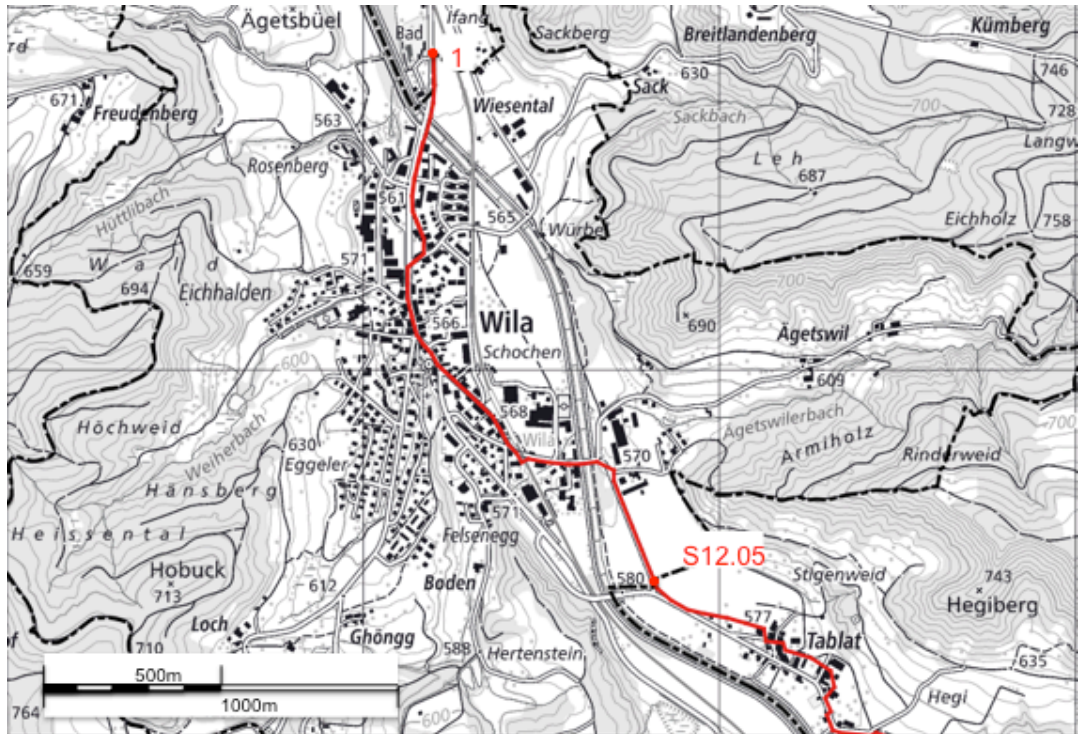 Ägetsbüel
Bad
Ifang
Sackberg
Breitlandenberg
Kümberg
1
630
746
Sack
671
Freudenberg
563
Wiesental
Sackbach
700
728
Langw
Rosenberg
Leh
687
Hüttlibach
561
565
Würbe
Eichholz
758
659
Wald
694
Eichhalden
571
700
690
566
Wila
Schochen
Ägetswil
600
609
568
Höchweid
Weiherbach
630
Eggeler
Wila
570
Ägetswilerbach
Armiholz
Rinderweid
700
Hänsberg
571
Felsenegg
Heissental
S12.05
Hobuck
713
612
Boden
580
Stigenweid
743
Hegiberg
Loch
577
Tablat
of
710
Ghöngg
588
Hertenstein
635
Hegi
500m
1000m
764
600